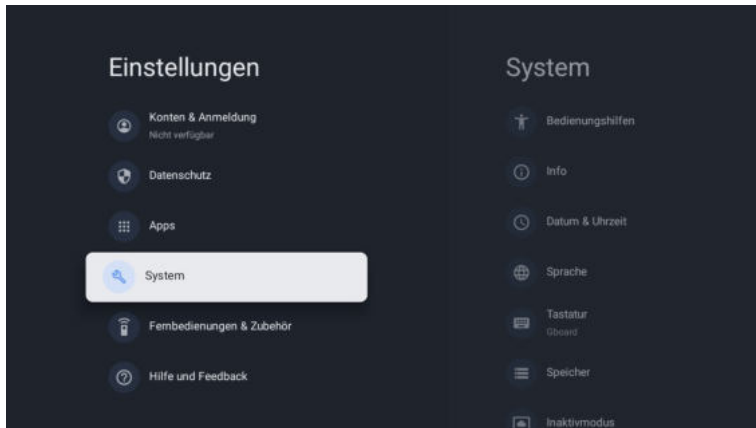 Einstellungen
Konten & Anmeldung
Nicht verfügbar
Datenschutz
Apps
System
Fernbedienungen & Zubehör
Hilfe und Feedback
System
Bedienungshilfen
Info
Datum & Uhrzeit
Sprache
Tastatur
Gboard
Speicher
Inaktivmodus